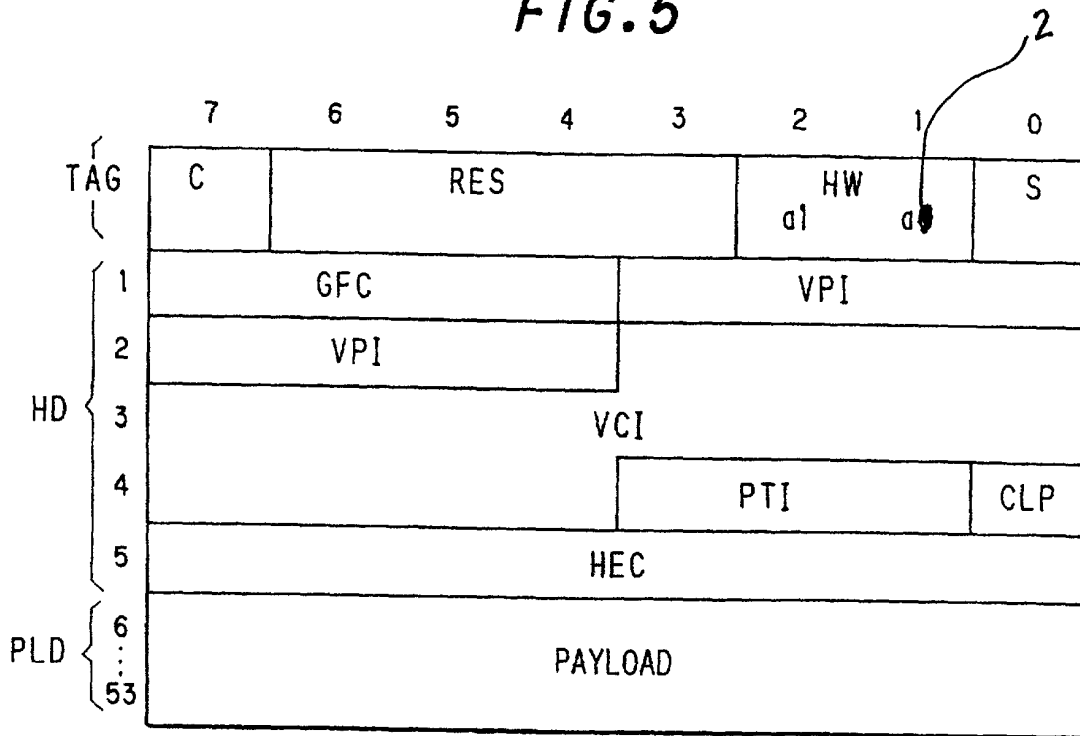 FIG.5
2
7 6 5 4 3 2 1 0
TAG C RES HW S
a1 a
1 GFC VPI
2 VPI
HD 3 VCI
4 PTI CLP
5 HEC
6
PLD PAYLOAD
53